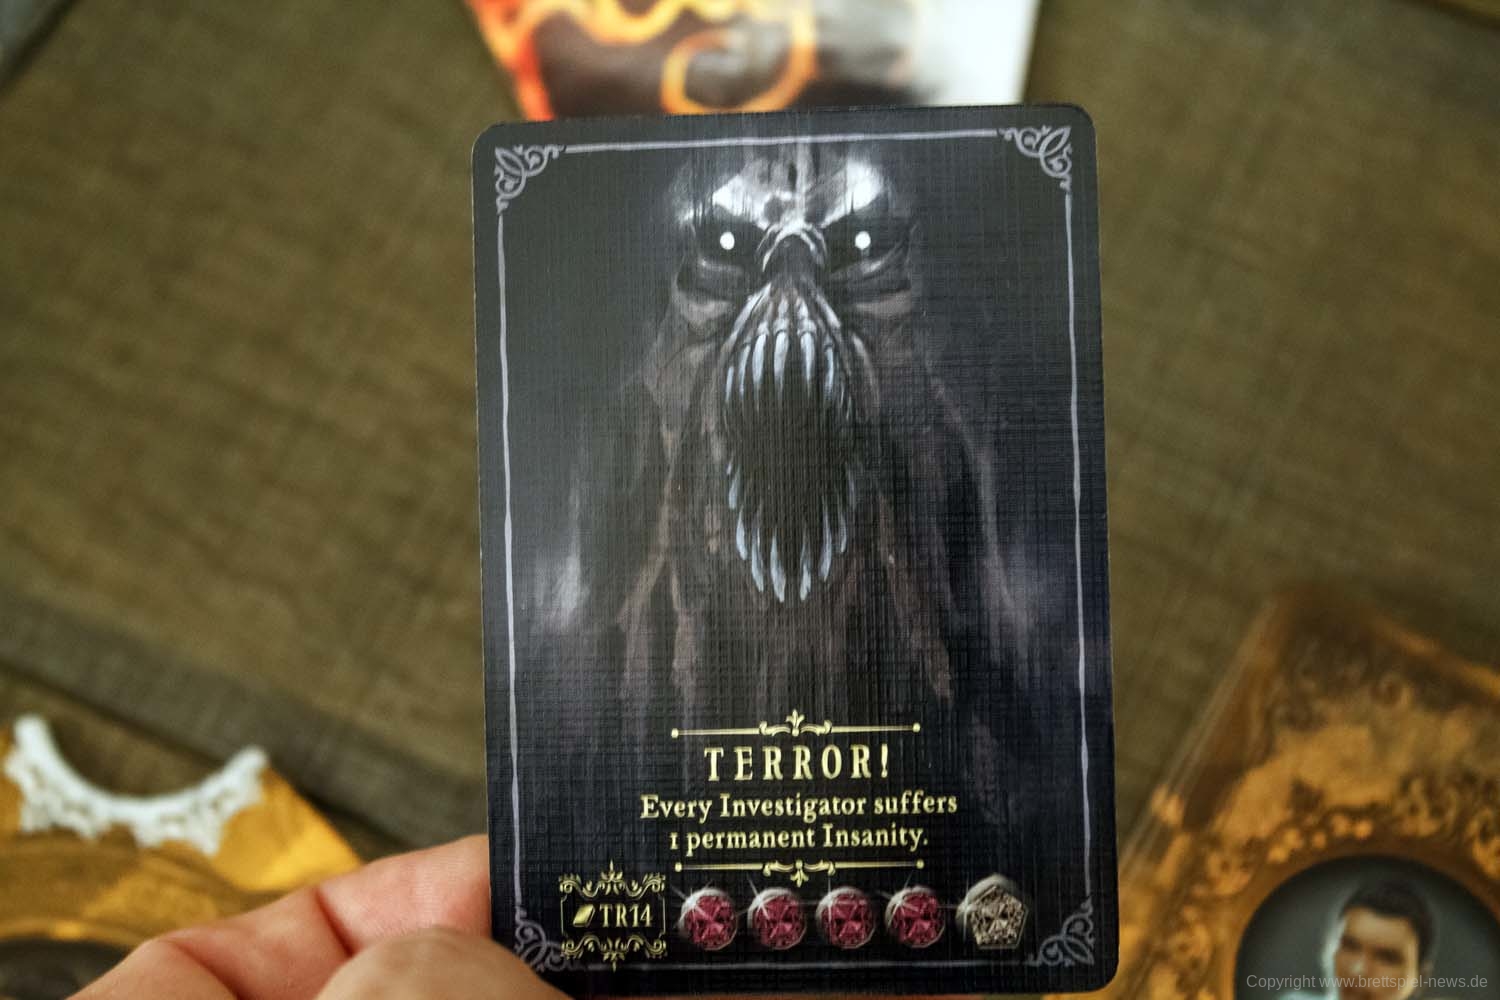 TERROR!
Every Investigator suffers
1 permanent Insanity.
TR14
Copyright www.brettspiel-news.de